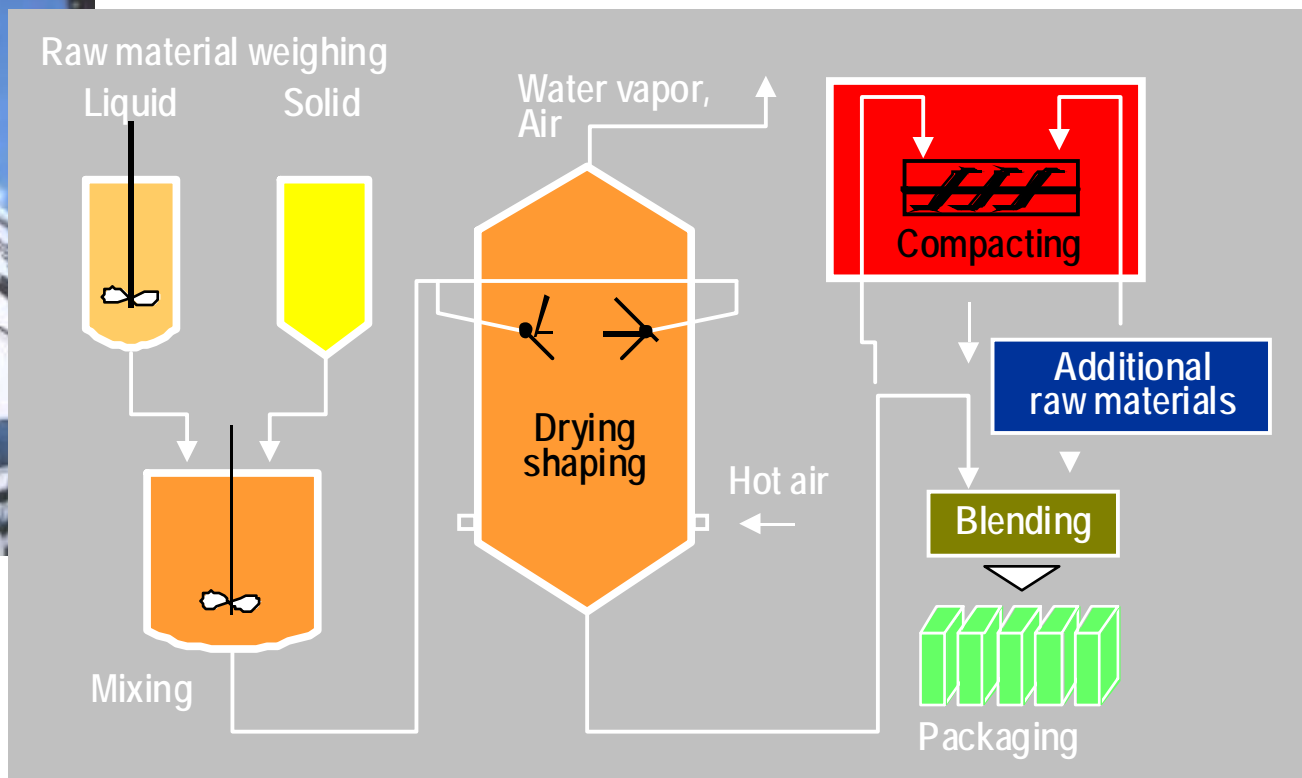 Raw material weighing
Liquid
Solid
Water vapor,
Air
Compacting
Additional
raw materials
Drying
shaping
Hot air
Blending
Mixing
Packaging